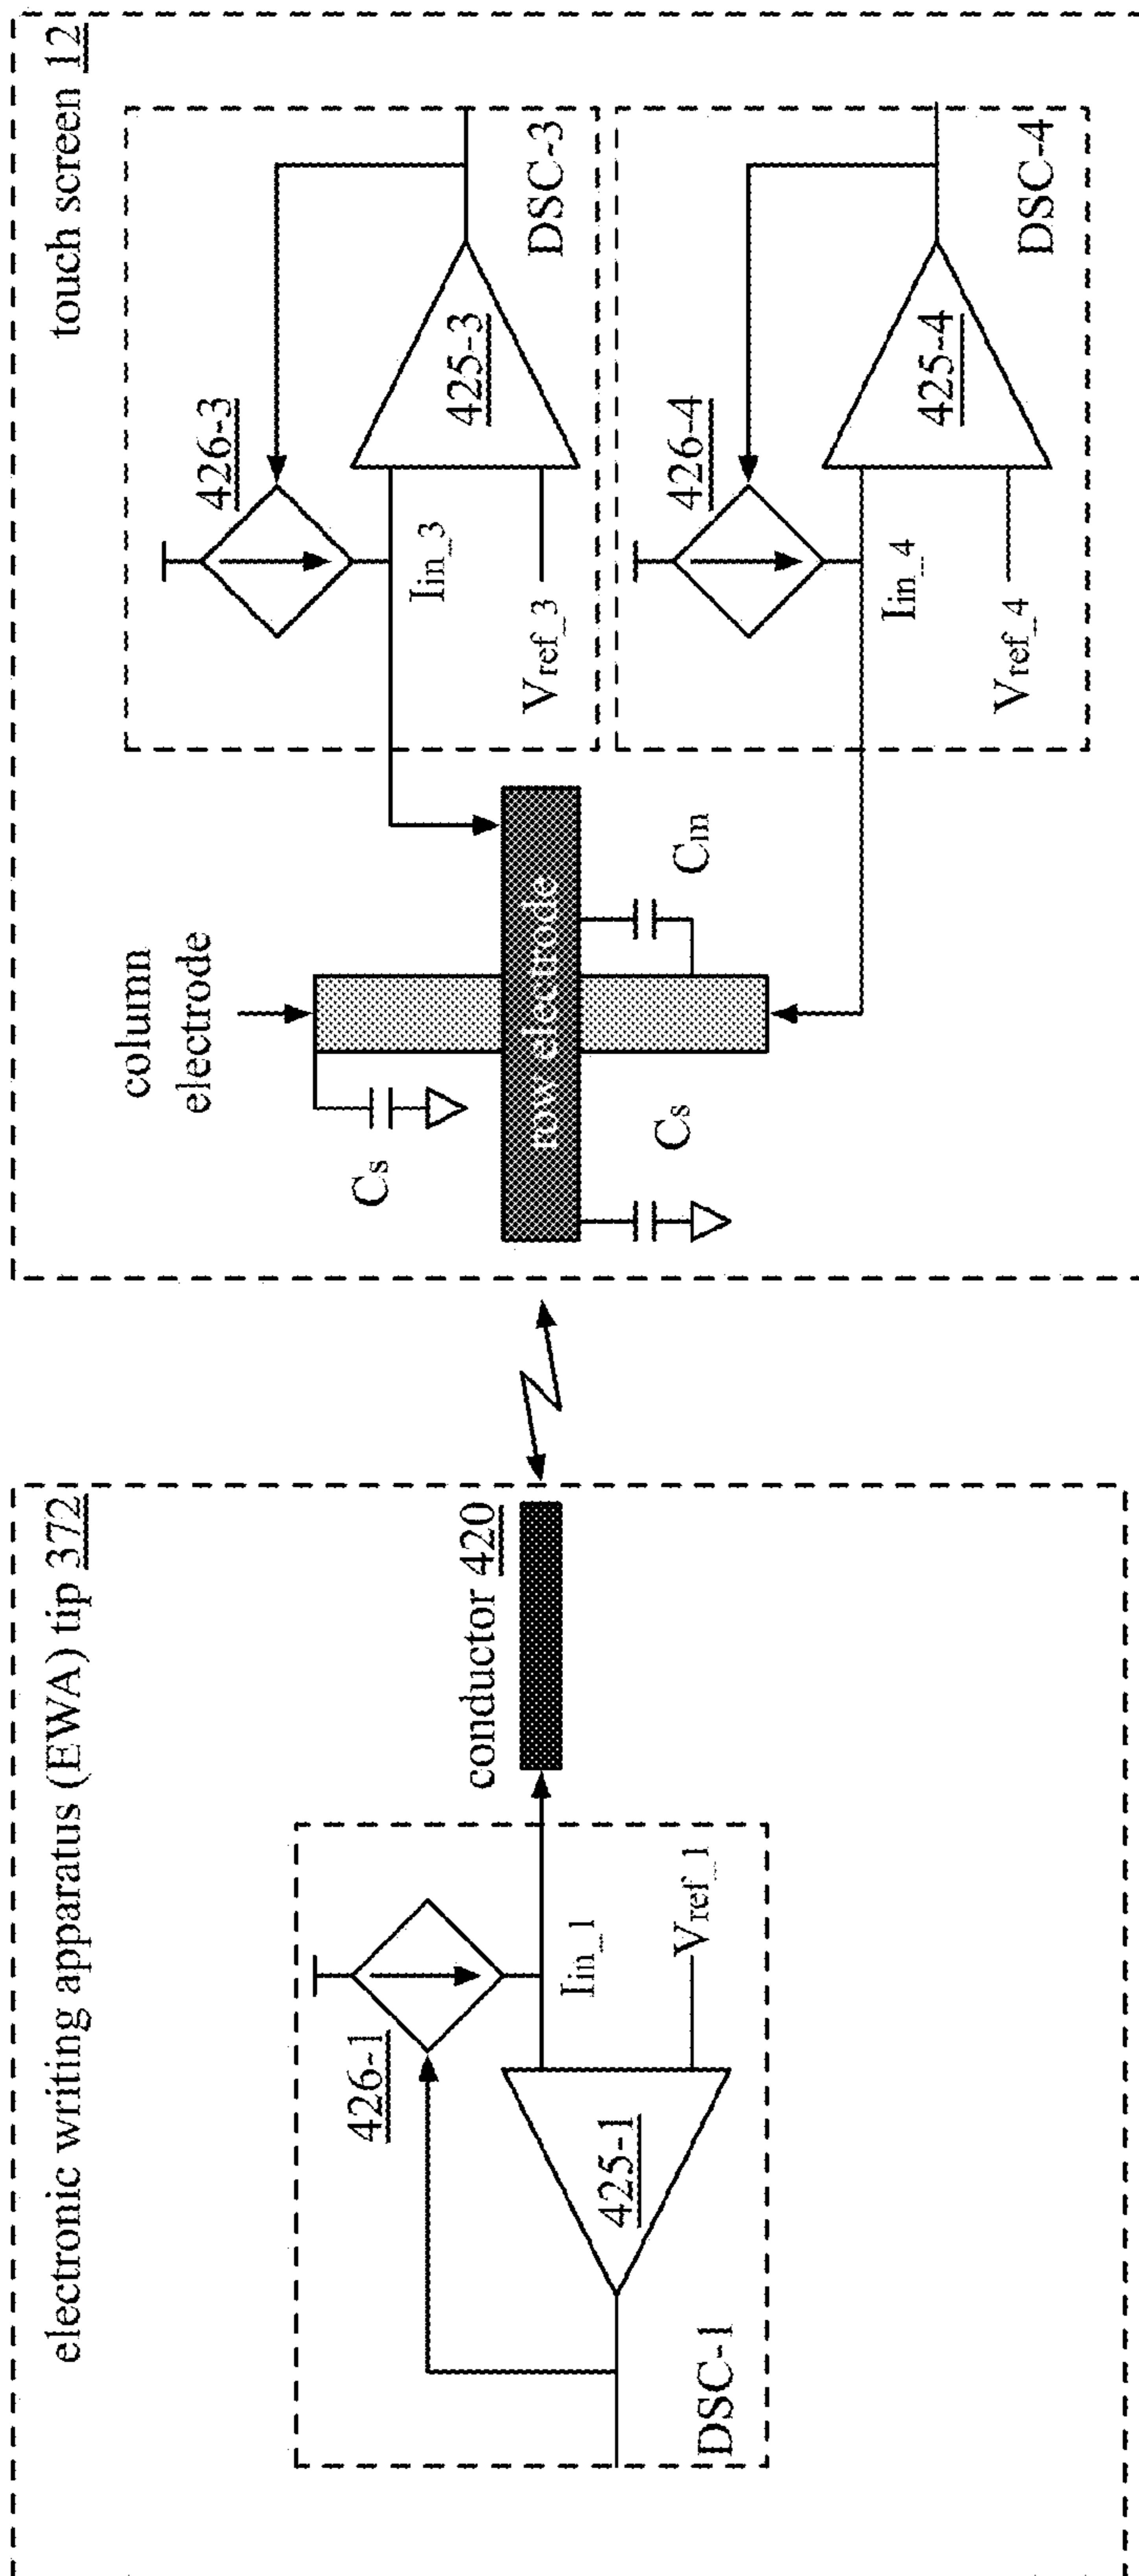 electronic writing apparatus (EWA) tip 372
426-1
425-1
Iin_1
Vref_1
DSC-1
conductor 420
touch screen 12
column
electrode
row electrode
Cs
Cs
Cm
426-3
425-3
Iin_3
Vref_3
DSC-3
426-4
425-4
Iin_4
Vref_4
DSC-4